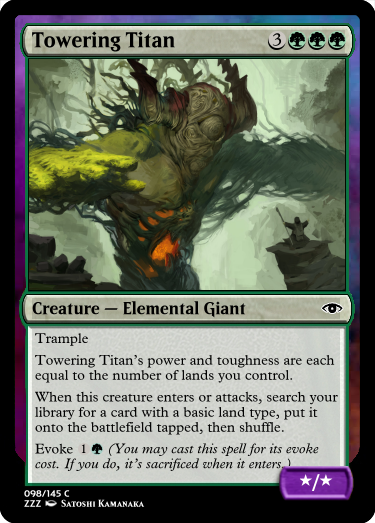 Towering Titan 3
Creature — Elemental Giant
Trample
Towering Titan's power and toughness are each
equal to the number of lands you control.
When this creature enters or attacks, search your
library for a card with a basic land type, put it
onto the battlefield tapped, then shuffle.
Evoke 1 (You may cast this spell for its evoke
cost. If you do, it's sacrificed when it enters.)
★/★
098/145 C
ZZZ Satoshi Kamanaka